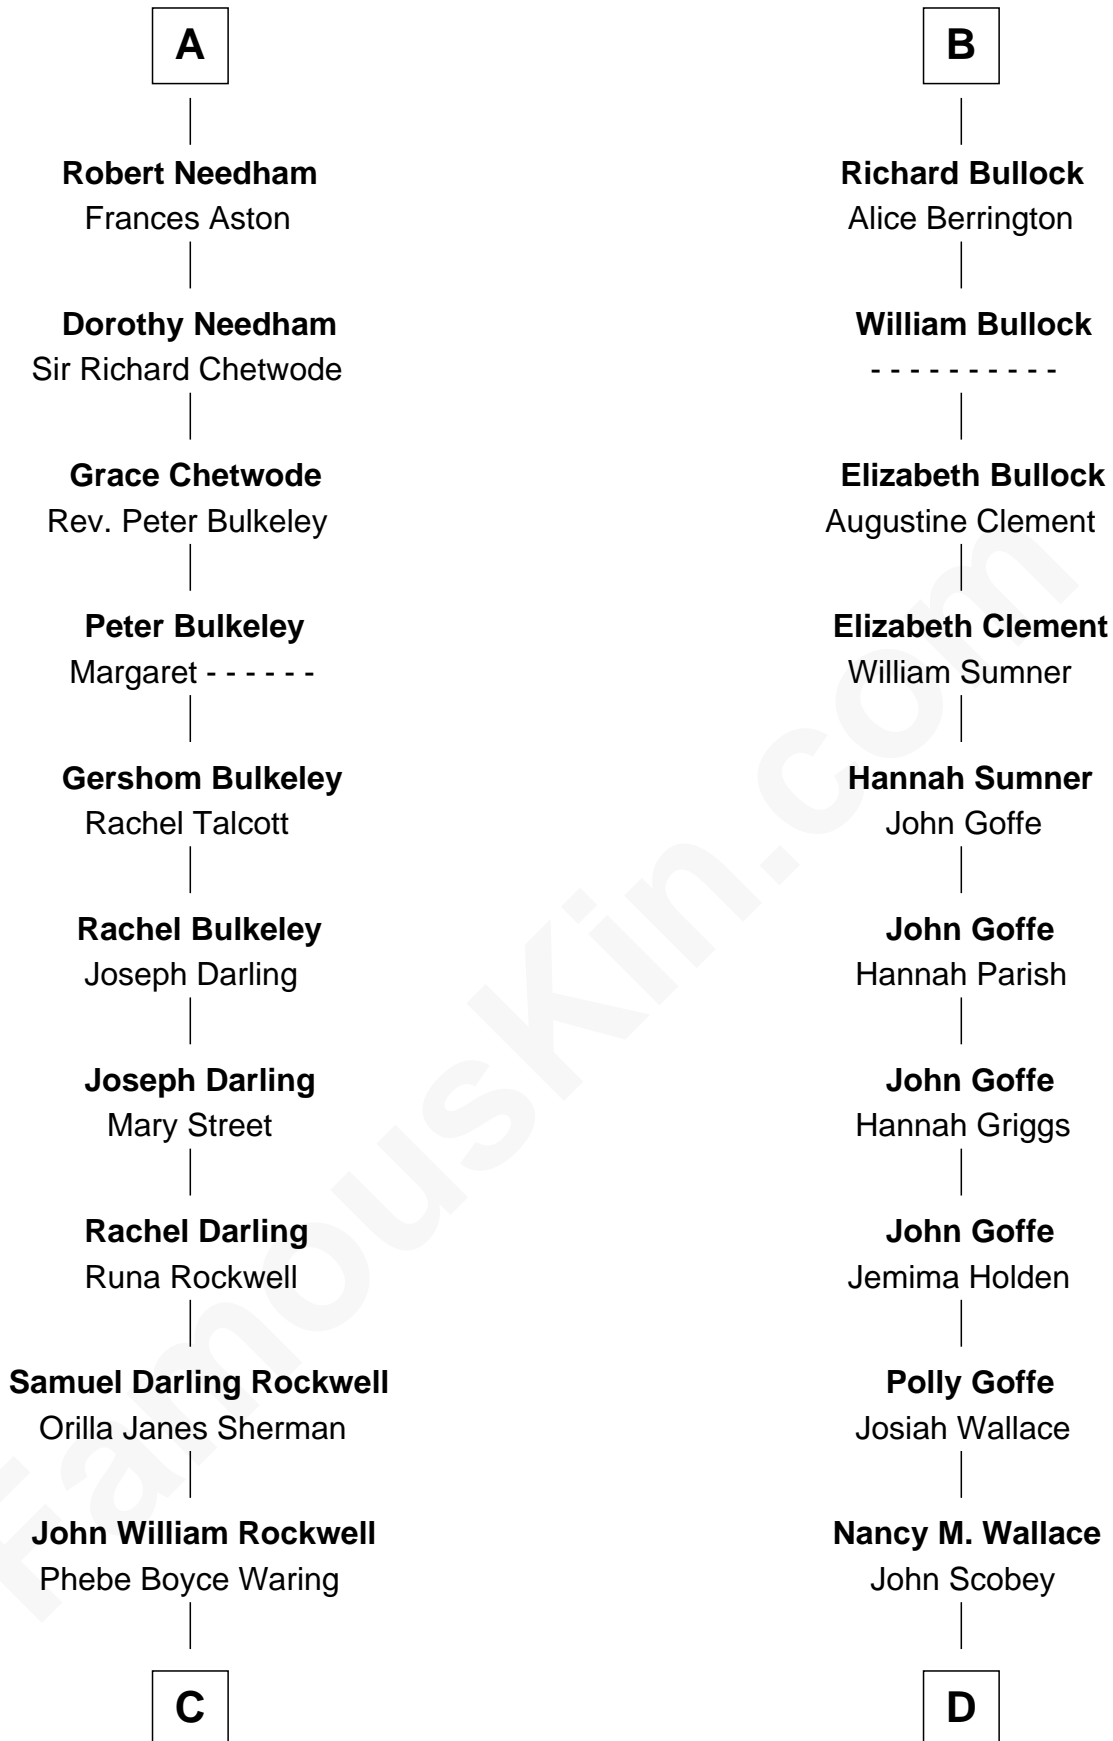 A
Robert Needham
Frances Aston
Dorothy Needham
Sir Richard Chetwode
Grace Chetwode
Rev. Peter Bulkeley
Peter Bulkeley
Margaret - - - - - -
Gershom Bulkeley
Rachel Talcott
Rachel Bulkeley
Joseph Darling
Joseph Darling
Mary Street
Rachel Darling
Runa Rockwell
Samuel Darling Rockwell
Orilla Janes Sherman
John William Rockwell
Phebe Boyce Waring
C
B
Richard Bullock
Alice Berrington
William Bullock
- - - - - - - - - -
Elizabeth Bullock
Augustine Clement
Elizabeth Clement
William Sumner
Hannah Sumner
John Goffe
John Goffe
Hannah Parish
John Goffe
Hannah Griggs
John Goffe
Jemima Holden
Polly Goffe
Josiah Wallace
Nancy M. Wallace
John Scobey
D
FamousKin.com